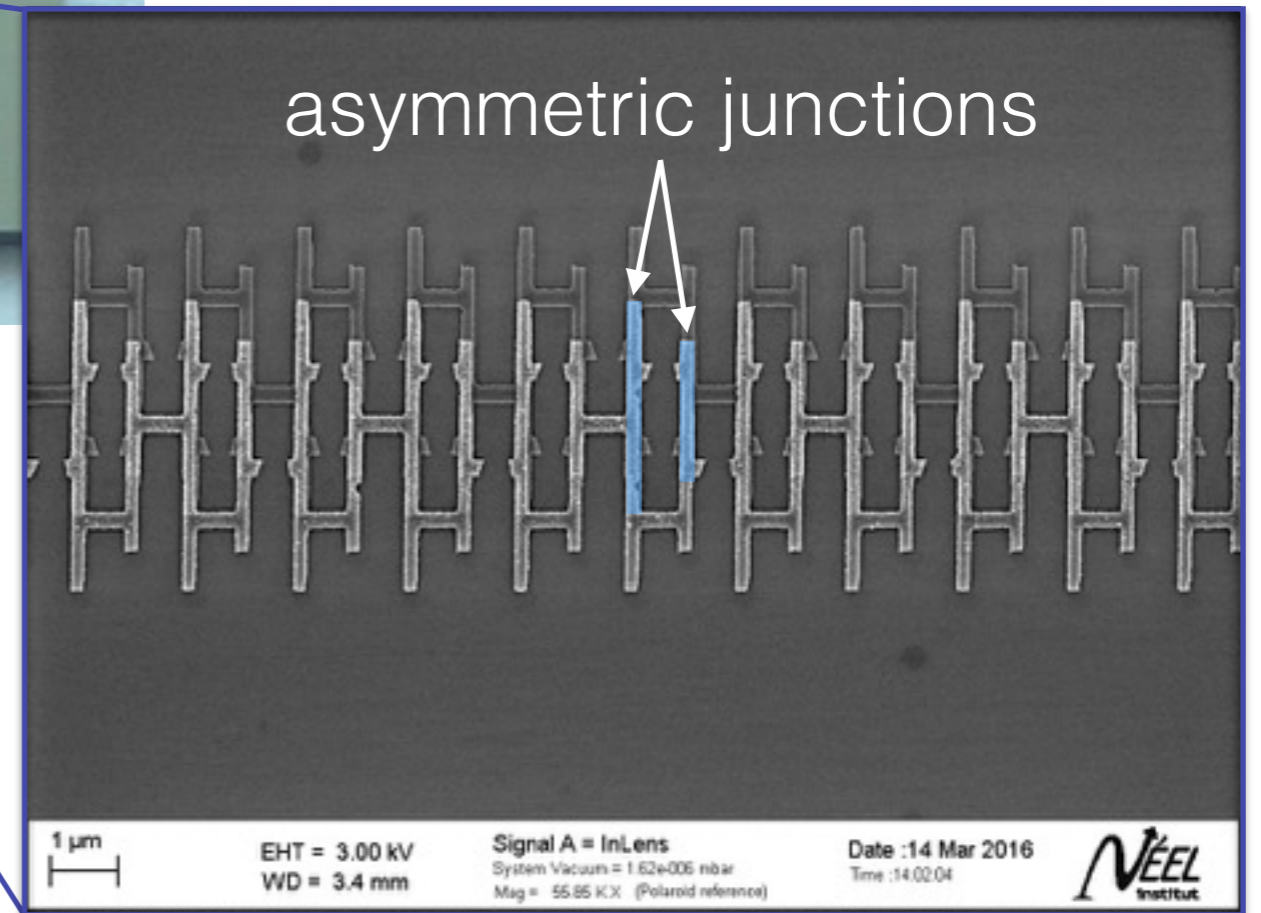 asymmetric junctions
1 µm
EHT = 3.00 kV
WD = 3.4 mm
Signal A = InLens
System Vacuum = 1.62e-006 mbar
Mag = 55.85 K X (Polaroid reference)
Date :14 Mar 2016
Time :14:02:04
NÉEL
Institut